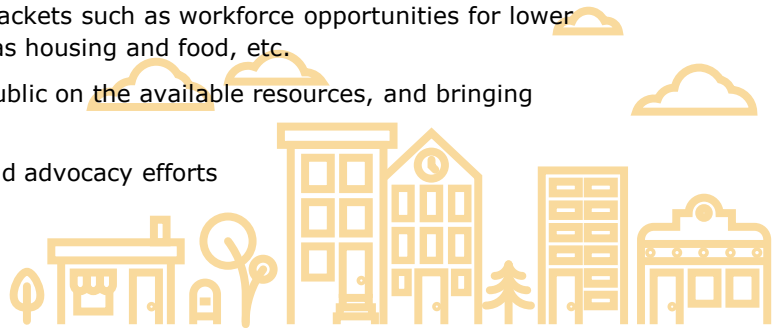 ackets such as workforce opportunities for lower
as housing and food, etc.
ublic on the available resources, and bringing
d advocacy efforts